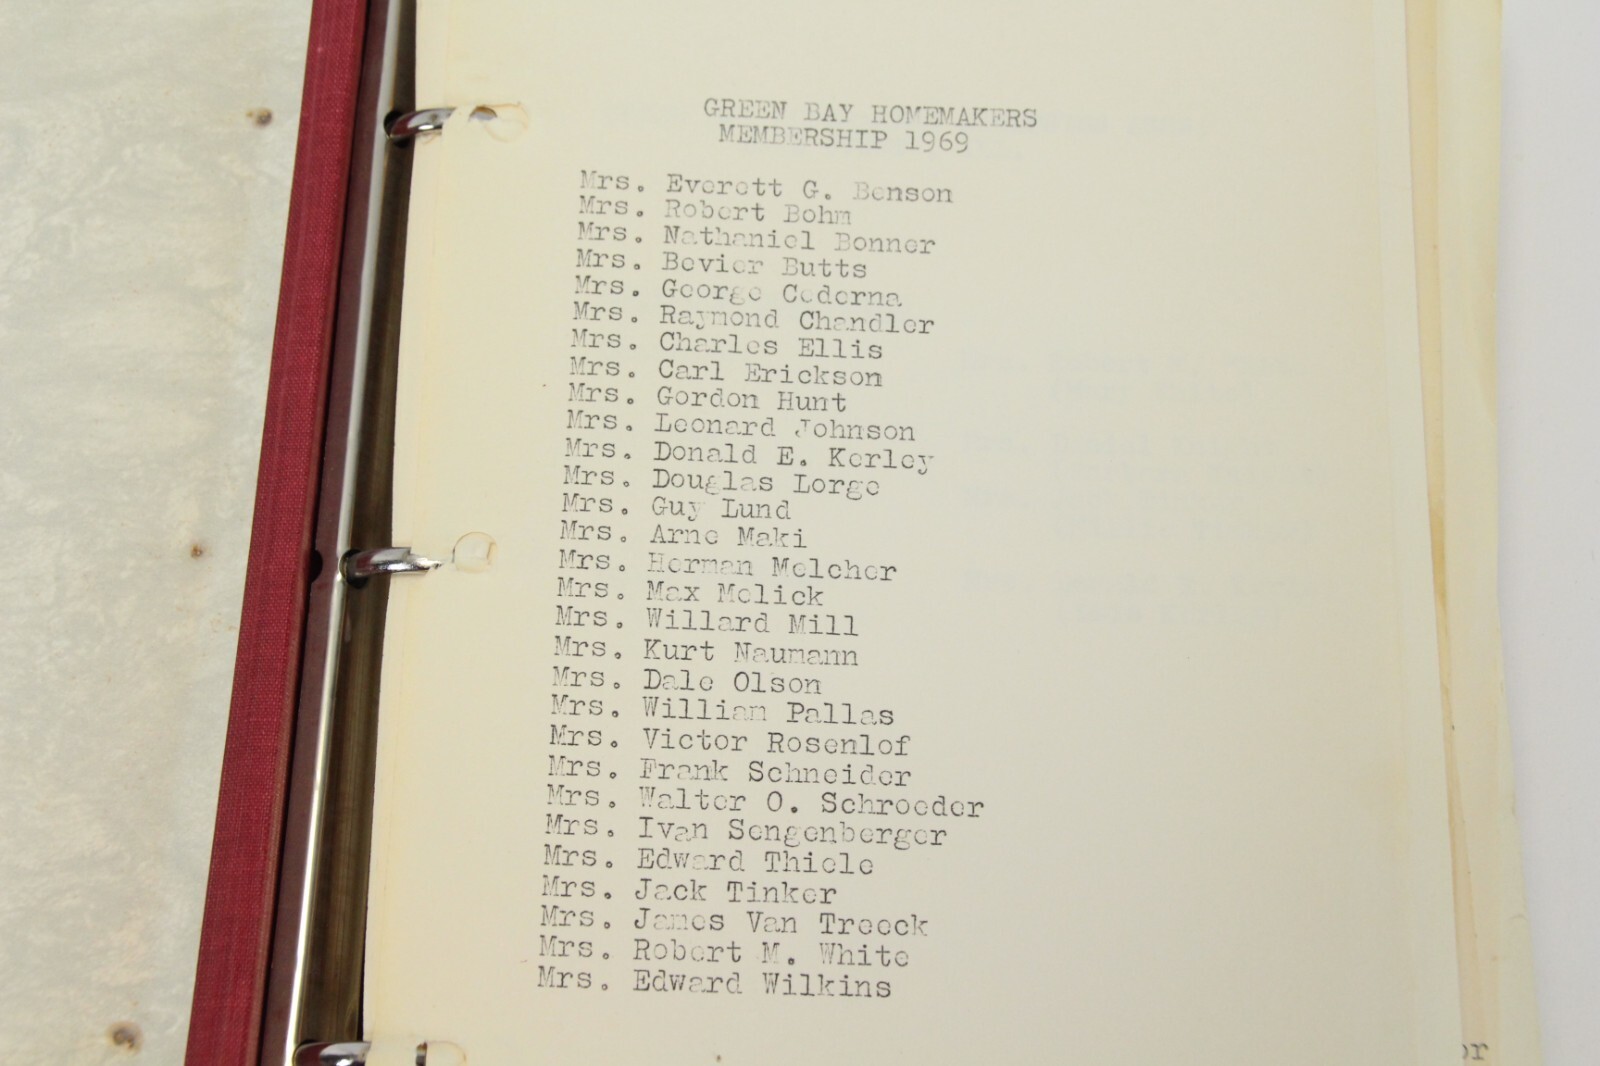 GREEN BAY HOMEMAKERS
MEMBERSHIP 1969
Mrs. Everett G. Benson
Mrs. Robert Bohm
Mrs. Nathaniel Bonner
Mrs. Bevier Butts
Mrs. George Cederna
Mrs. Raymond Chandler
Mrs. Charles Ellis
Mrs. Carl Erickson
Mrs. Gordon Hunt
Mrs. Leonard Johnson
Mrs. Donald E. Kerley
Mrs. Douglas Lorge
Mrs. Guy Lund
Mrs. Arne Maki
Mrs. Herman Melcher
Mrs. Max Melick
Mrs. Willard Mill
Mrs. Kurt Naumann
Mrs. Dale Olson
Mrs. William Pallas
Mrs. Victor Rosenlof
Mrs. Frank Schneider
Mrs. Walter O. Schroeder
Mrs. Ivan Sengenberger
Mrs. Edward Thiele
Mrs. Jack Tinker
Mrs. James Van Treeck
Mrs. Robert M. White
Mrs. Edward Wilkins